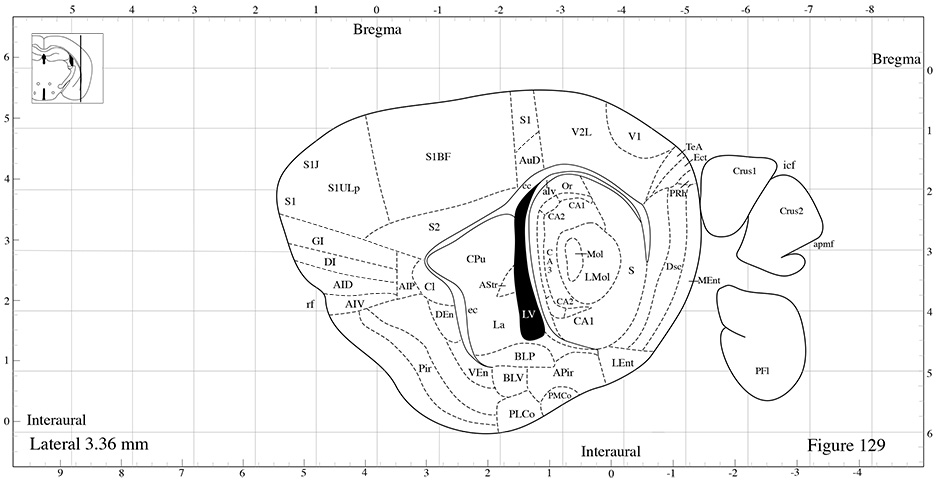 5 4 3 2 1 0 -1 -2 -3 -4 -5 -6 -7 -8
Bregma
Bregma
6
0
5
S1
V2L
V1
1
TeA
Ect
icf
S1J
S1BF
AuD
Crus1
4
S1ULp
cc
alv
Or
PRh
2
S1
CA1
CA2
Crus2
S2
3
GI
C
A
3
Mol
apmf
3
DI
CPu
LMol
S
Dsc
AID
AIP
Cl
AStr
MEnt
2
rf
AIV
CA2
DEn
ec
La
LV
CA1
4
1
Pir
VEn
BLP
LEnt
BLV
APir
PFl
5
PMCo
PLCo
0
Interaural
6
Lateral 3.36 mm
Interaural
Figure 129
9 8 7 6 5 4 3 2 1 0 -1 -2 -3 -4